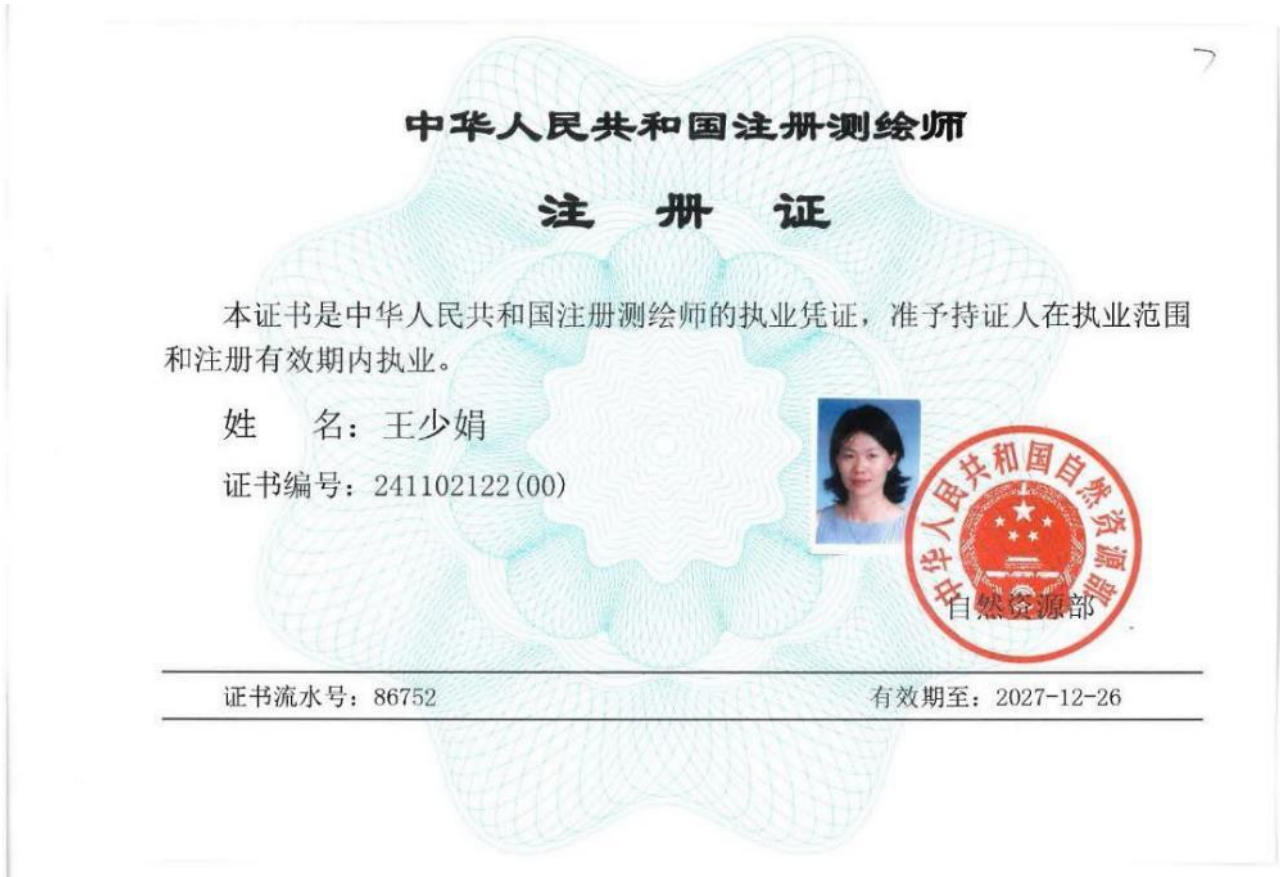 中华人民共和国注册测绘师
注 册 证
本证书是中华人民共和国注册测绘师的执业凭证，准予持证人在执业范围
和注册有效期内执业。
姓 名：王少娟
证书编号：241102122(00)
中华人民共和国自然资源部
自然资源部
证书流水号：86752
有效期至：2027-12-26